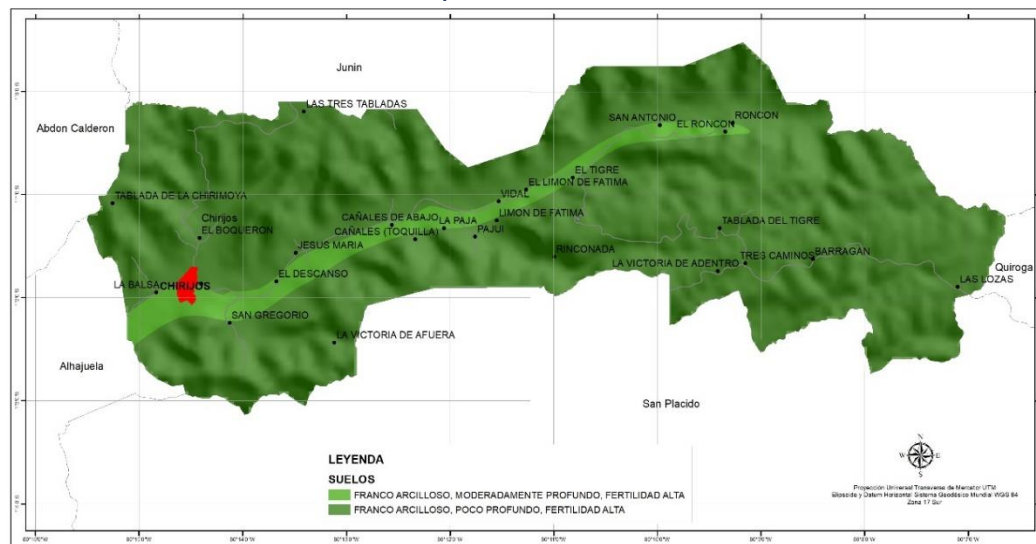 Junin
LAS TRES TABLADAS
Abdon Calderon
SAN ANTONIO
RONCON
EL RONCON
EL TIGRE
EL LIMON DE FATIMA
TABLADA DE LA CHIRIMOYA
VIDAL
Chirijos
EL BOQUERON
CAÑALES DE ABAJO
LA PAJA
LIMON DE FATIMA
TABLADA DEL TIGRE
CAÑALES (TOQUILLA)
PAJUI
JESUS MARIA
RINCONADA
LA VICTORIA DE ADENTRO
TRES CAMINOS
BARRAGAN
Quiroga
LA BALSA
CHIRIJOS
EL DESCANSO
LAS LOZAS
SAN GREGORIO
LA VICTORIA DE AFUERA
Alhajuela
San Placido
LEYENDA
SUELOS
FRANCO ARCILLOSO, MODERADAMENTE PROFUNDO, FERTILIDAD ALTA
FRANCO ARCILLOSO, POCO PROFUNDO, FERTILIDAD ALTA
N
W
E
S
Proyección Universal Transversa de Mercator UTM
Elipsoide y Datum Horizontal Sistema Geodésico Mundial WGS 84
Zona 17 Sur